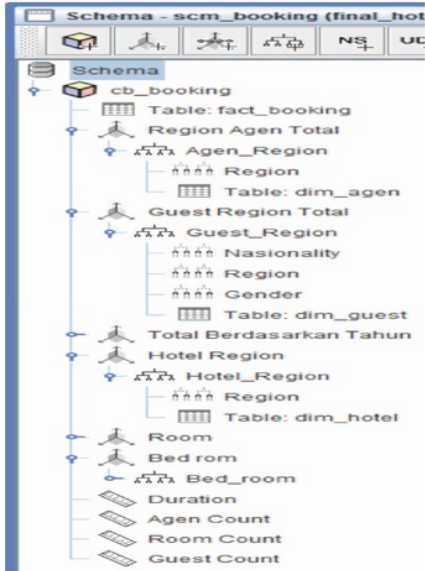 Schema - scm_booking (final_hot
NS
UD
Schema
cb_booking
Table: fact_booking
Region Agen Total
Agen_Region
Region
Table: dim_agen
Guest Region Total
Guest_Region
Nasionality
Region
Gender
Table: dim_guest
Total Berdasarkan Tahun
Hotel Region
Hotel_Region
Region
Table: dim_hotel
Room
Bed rom
Bed_room
Duration
Agen Count
Room Count
Guest Count